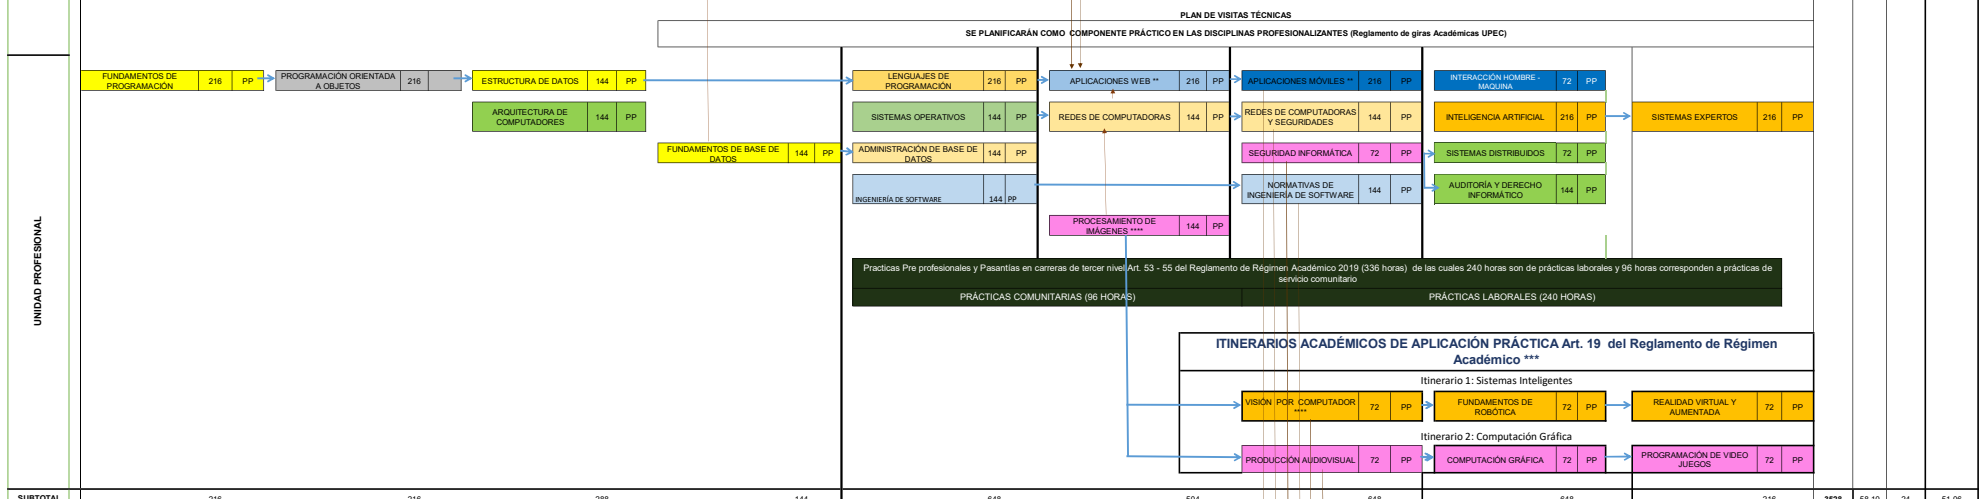 PLAN DE VISITAS TÉCNICAS
SE PLANIFICARÁN COMO COMPONENTE PRÁCTICO EN LAS DISCIPLINAS PROFESIONALIZANTES (Reglamento de giras Académicas UPEC)
UNIDAD PROFESIONAL
FUNDAMENTOS DE
PROGRAMACIÓN 216 PP
PROGRAMACIÓN ORIENTADA
A OBJETOS 216
ESTRUCTURA DE DATOS 144 PP
LENGUAJES DE
PROGRAMACIÓN 216 PP
APLICACIONES WEB ** 216 PP
APLICACIONES MÓVILES ** 216 PP
INTERACCIÓN HOMBRE -
MAQUINA 72 PP
ARQUITECTURA DE
COMPUTADORES 144 PP
SISTEMAS OPERATIVOS 144 PP
REDES DE COMPUTADORAS 144 PP
REDES DE COMPUTADORAS
Y SEGURIDADES 144 PP
INTELIGENCIA ARTIFICIAL 216 PP
SISTEMAS EXPERTOS 216 PP
FUNDAMENTOS DE BASE DE
DATOS 144 PP
ADMINISTRACIÓN DE BASE DE
DATOS 144 PP
SEGURIDAD INFORMÁTICA 72 PP
SISTEMAS DISTRIBUIDOS 72 PP
INGENIERÍA DE SOFTWARE 144 PP
NORMATIVAS DE
INGENIERÍA DE SOFTWARE 144 PP
AUDITORÍA Y DERECHO
INFORMÁTICO 144 PP
PROCESAMIENTO DE
IMÁGENES **** 144 PP
Practicas Pre profesionales y Pasantías en carreras de tercer nivel Art. 53 - 55 del Reglamento de Régimen Académico 2019 (336 horas) de las cuales 240 horas son de prácticas laborales y 96 horas corresponden a prácticas de
servicio comunitario
PRÁCTICAS COMUNITARIAS (96 HORAS) PRÁCTICAS LABORALES (240 HORAS)
ITINERARIOS ACADÉMICOS DE APLICACIÓN PRÁCTICA Art. 19 del Reglamento de Régimen
Académico ***
Itinerario 1: Sistemas Inteligentes
VISIÓN POR COMPUTADOR
**** 72 PP
FUNDAMENTOS DE
ROBÓTICA 72 PP
REALIDAD VIRTUAL Y
AUMENTADA 72 PP
Itinerario 2: Computación Gráfica
PRODUCCIÓN AUDIOVISUAL 72 PP
COMPUTACIÓN GRÁFICA 72 PP
PROGRAMACIÓN DE VIDEO
JUEGOS 72 PP
SUBTOTAL 216 216 288 144 648 504 648 648 216 3528